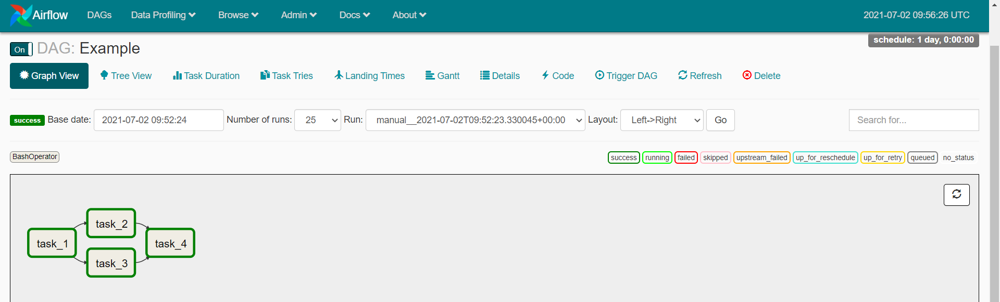 Airflow DAGs Data Profiling Browse Admin Docs About 2021-07-02 09:56:26 UTC
schedule: 1 day, 0:00:00
On DAG: Example
Graph View Tree View Task Duration Task Tries Landing Times Gantt Details Code Trigger DAG Refresh Delete
success Base date: 2021-07-02 09:52:24 Number of runs: 25 Run: manual__2021-07-02T09:52:23.330045+00:00 Layout: Left->Right Go Search for...
BashOperator success running failed skipped upstream_failed up_for_reschedule up_for_retry queued no_status
task_2
task_1 task_4
task_3